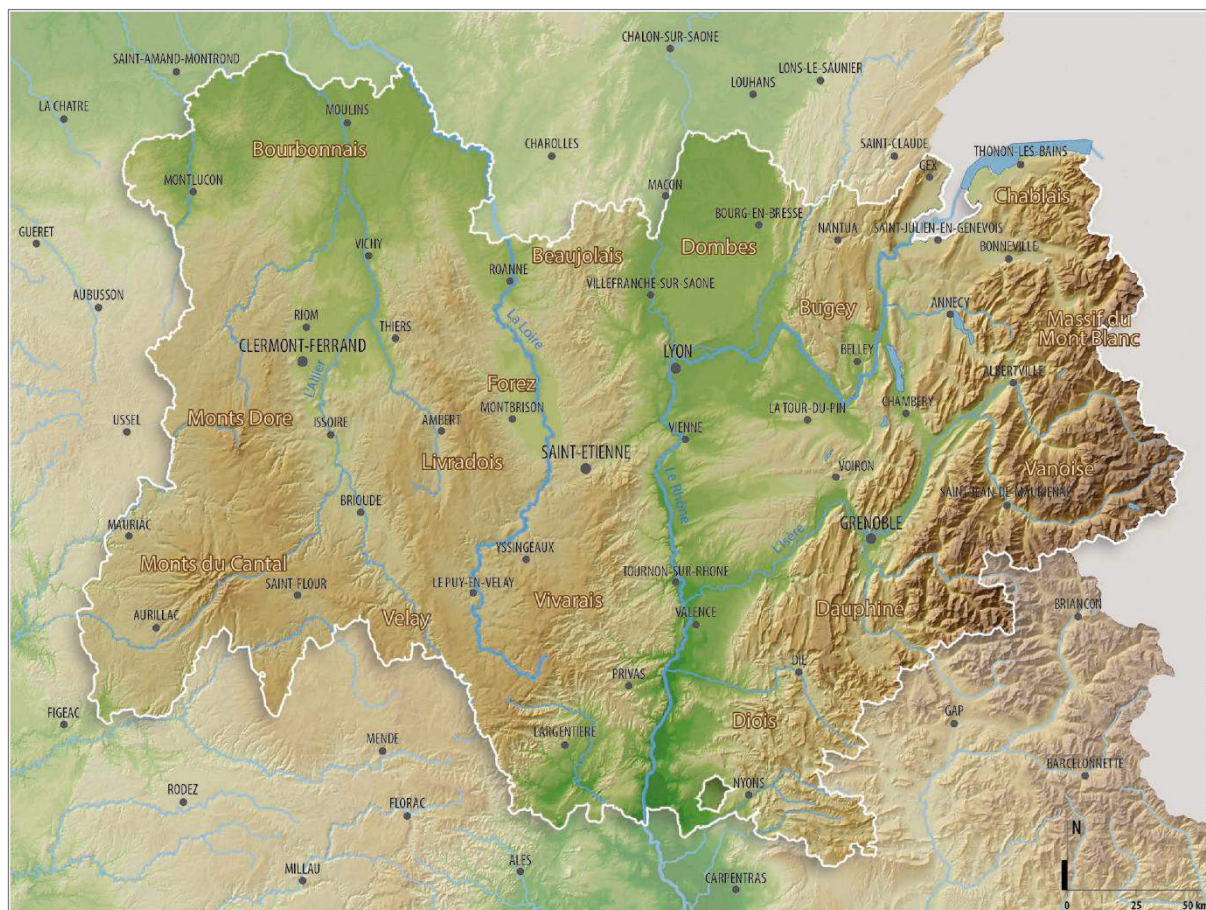 CHALON-SUR-SAONE
SAINT-AMAND-MONTROND
LONS-LE-SAUNIER
LOUHANS
LA CHATRE
MOULINS
Bourbonnais
CHAROLLES
SAINT-CLAUDE
THONON-LES-BAINS
GEX
MONTLUCON
MACON
Chablais
BOURG-EN-BRESSE
NANTUA
SAINT-JULIEN-EN-GENEVOIS
GUERET
VICHY
Beaujolais
Dombes
BONNEVILLE
ROANNE
VILLEFRANCHE-SUR-SAONE
AUBUSSON
Bugey
ANNECY
RIOM
La Loire
THIERS
Massif du
Mont Blanc
CLERMONT-FERRAND
LYON
BELLEY
L'Allier
Forez
ALBERTVILLE
Monts Dore
MONTBRISON
LA TOUR-DU-PIN
CHAMBERY
USSEL
ISSOIRE
AMBERT
VIENNE
SAINT-ETIENNE
Livradois
VOIRON
Vanoise
Le Rhône
SAINT-JEAN-DE-MAURIENNE
BRIOUDE
MAURIAC
GRENOBLE
L'Isère
YSSINGEAUX
Monts du Cantal
SAINT-FLOUR
LE PUY-EN-VELAY
TOURNON-SUR-RHONE
Vivarais
Dauphiné
BRIANCON
AURILLAC
Velay
VALENCE
DIE
PRIVAS
FIGEAC
Diois
GAP
LARGENTIERE
MENDE
BARCELONNETTE
NYONS
RODEZ
FLORAC
N
ALES
MILLAU
CARPENTRAS
0 25 50 km